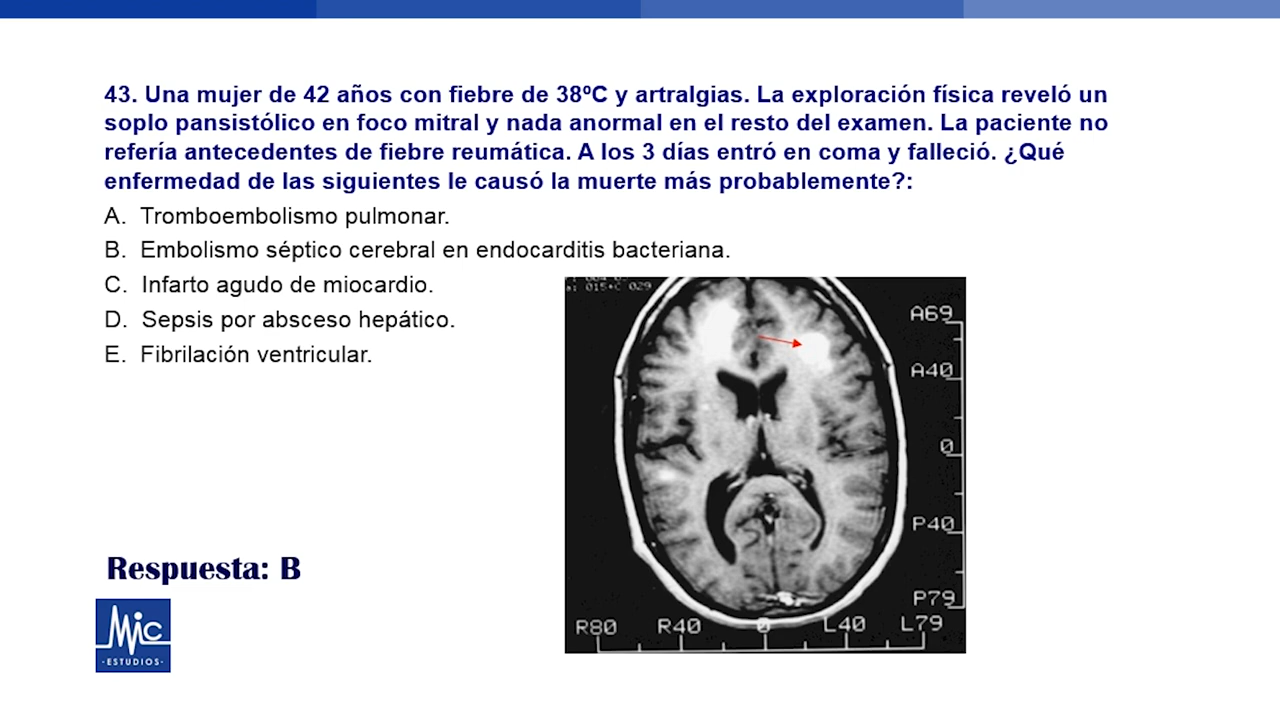 43. Una mujer de 42 años con fiebre de 38ºC y artralgias. La exploración física reveló un
soplo pansistólico en foco mitral y nada anormal en el resto del examen. La paciente no
refería antecedentes de fiebre reumática. A los 3 días entró en coma y falleció. ¿Qué
enfermedad de las siguientes le causó la muerte más probablemente?:
A. Tromboembolismo pulmonar.
B. Embolismo séptico cerebral en endocarditis bacteriana.
C. Infarto agudo de miocardio.
D. Sepsis por absceso hepático.
E. Fibrilación ventricular.
015+C 029
A69
A40
0
P40
P79
R80 R40 0 L40 L79
Respuesta: B
Mic
·ESTUDIOS·